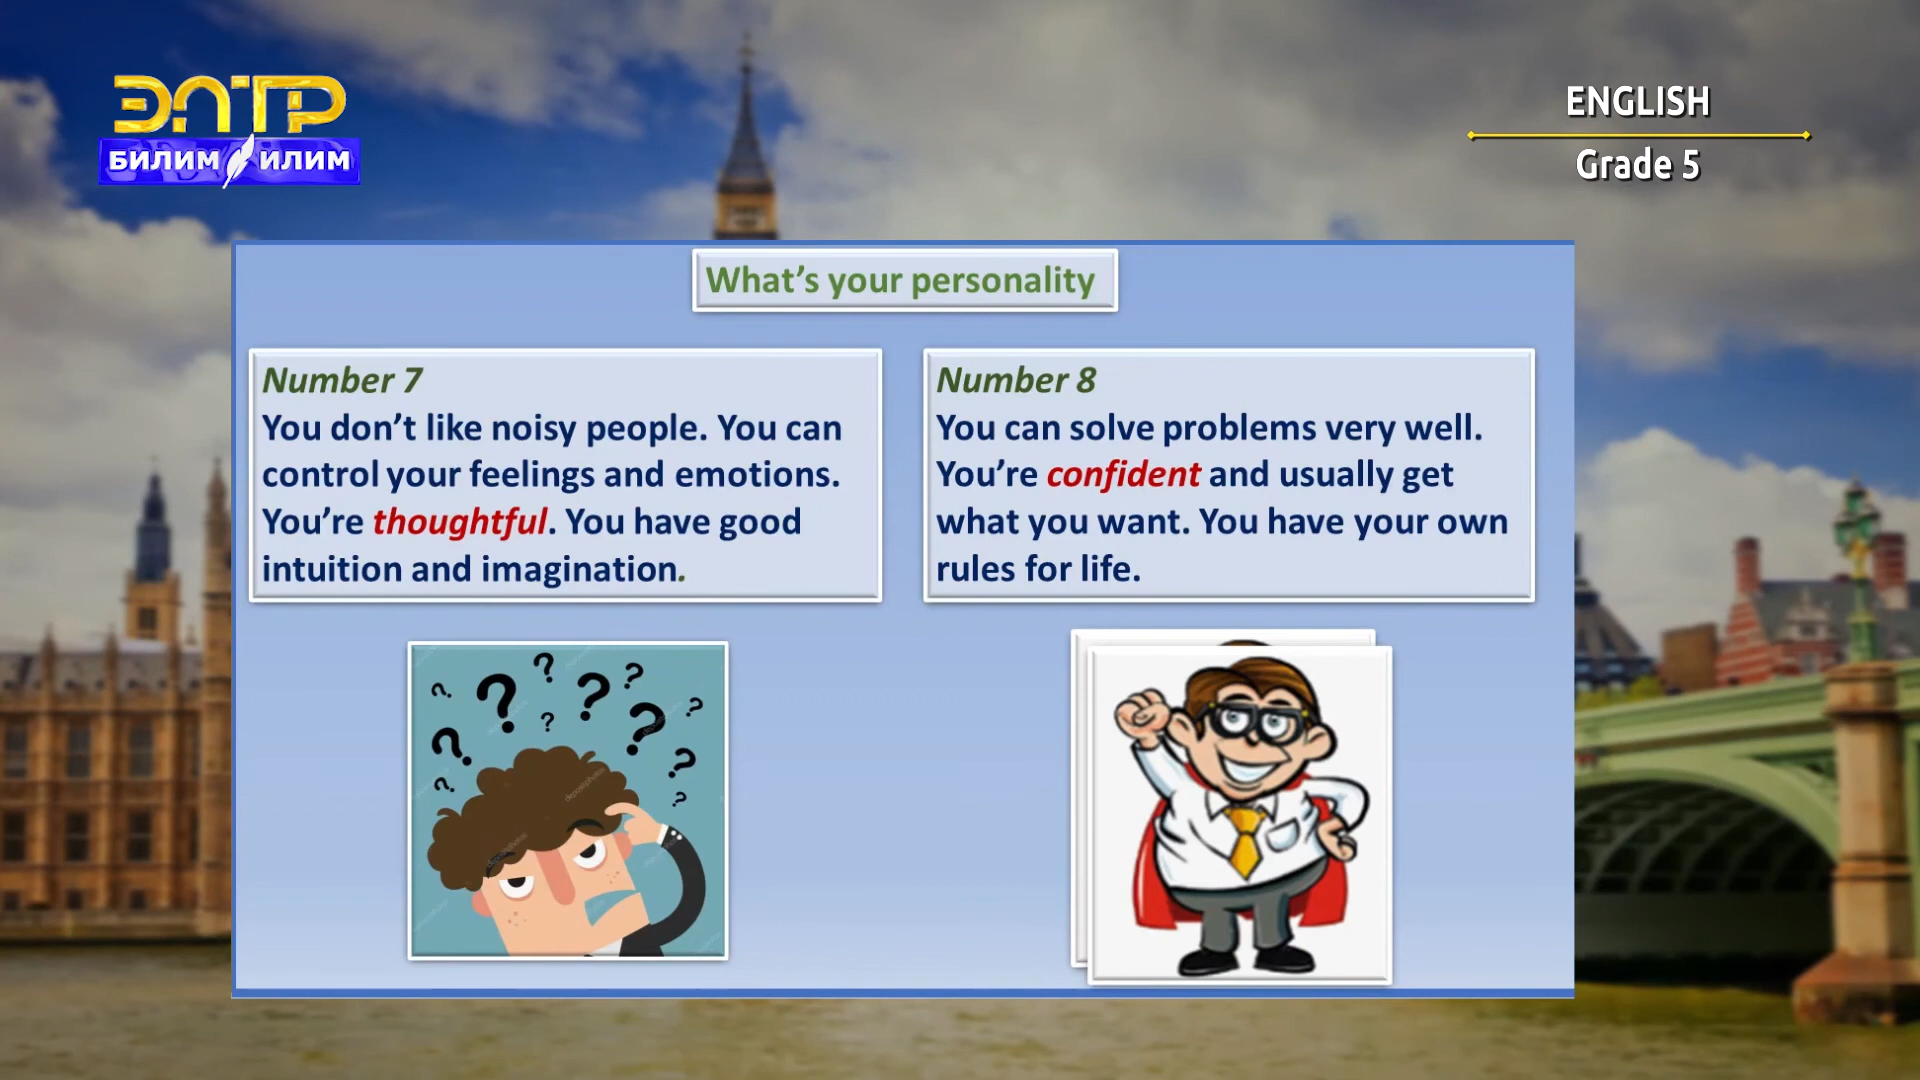 ЭЛТР
БИЛИМ ИЛИМ
ENGLISH
Grade 5
What’s your personality
Number 7
You don’t like noisy people. You can
control your feelings and emotions.
You’re thoughtful. You have good
intuition and imagination.
Number 8
You can solve problems very well.
You’re confident and usually get
what you want. You have your own
rules for life.
? ? ? ? ? ? ? ? ? ? ? ?
depositphotos